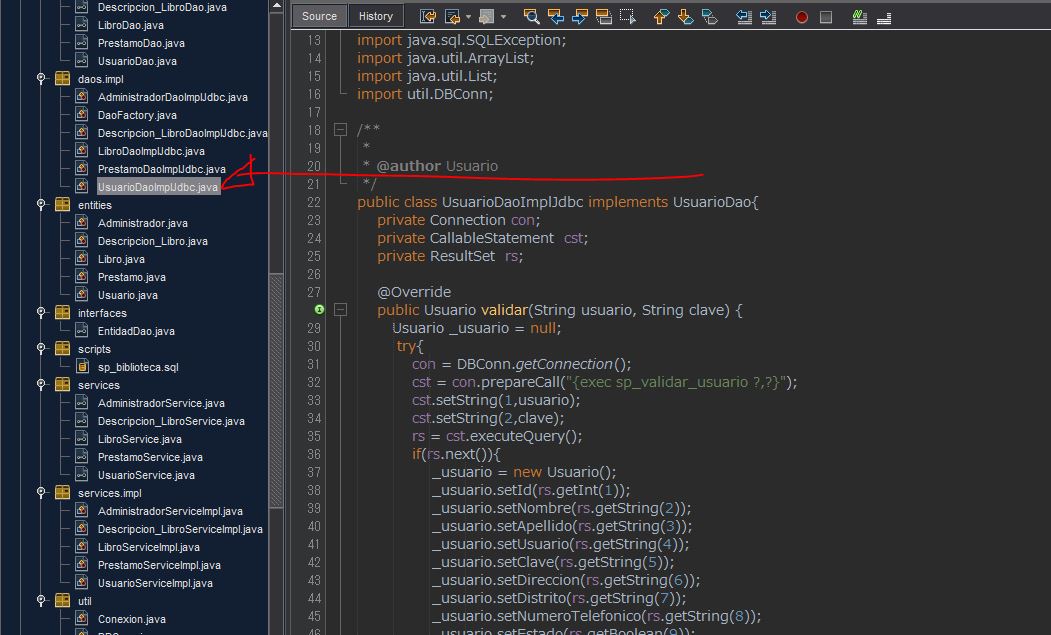 Descripcion_LibroDao.java
LibroDao.java
PrestamoDao.java
UsuarioDao.java
daos.impl
AdministradorDaoImplJdbc.java
DaoFactory.java
Descripcion_LibroDaoImplJdbc.java
LibroDaoImplJdbc.java
PrestamoDaoImplJdbc.java
UsuarioDaoImplJdbc.java
entities
Administrador.java
Descripcion_Libro.java
Libro.java
Prestamo.java
Usuario.java
interfaces
EntidadDao.java
scripts
sp_biblioteca.sql
services
AdministradorService.java
Descripcion_LibroService.java
LibroService.java
PrestamoService.java
UsuarioService.java
services.impl
AdministradorServiceImpl.java
Descripcion_LibroServiceImpl.java
LibroServiceImpl.java
PrestamoServiceImpl.java
UsuarioServiceImpl.java
util
Conexion.java
Source History
13 import java.sql.SQLException;
14 import java.util.ArrayList;
15 import java.util.List;
16 import util.DBConn;
17
18 /**
19 *
20 * @author Usuario
21 */
22 public class UsuarioDaoImplJdbc implements UsuarioDao{
23 private Connection con;
24 private CallableStatement cst;
25 private ResultSet rs;
26
27 @Override
public Usuario validar(String usuario, String clave) {
29 Usuario _usuario = null;
30 try{
31 con = DBConn.getConnection();
32 cst = con.prepareCall("{exec sp_validar_usuario ?,?}");
33 cst.setString(1,usuario);
34 cst.setString(2,clave);
35 rs = cst.executeQuery();
36 if(rs.next()){
37 _usuario = new Usuario();
38 _usuario.setId(rs.getInt(1));
39 _usuario.setNombre(rs.getString(2));
40 _usuario.setApellido(rs.getString(3));
41 _usuario.setUsuario(rs.getString(4));
42 _usuario.setClave(rs.getString(5));
43 _usuario.setDireccion(rs.getString(6));
44 _usuario.setDistrito(rs.getString(7));
45 _usuario.setNumeroTelefonico(rs.getString(8));
46 _usuario.setEstado(rs.getBoolean(9));